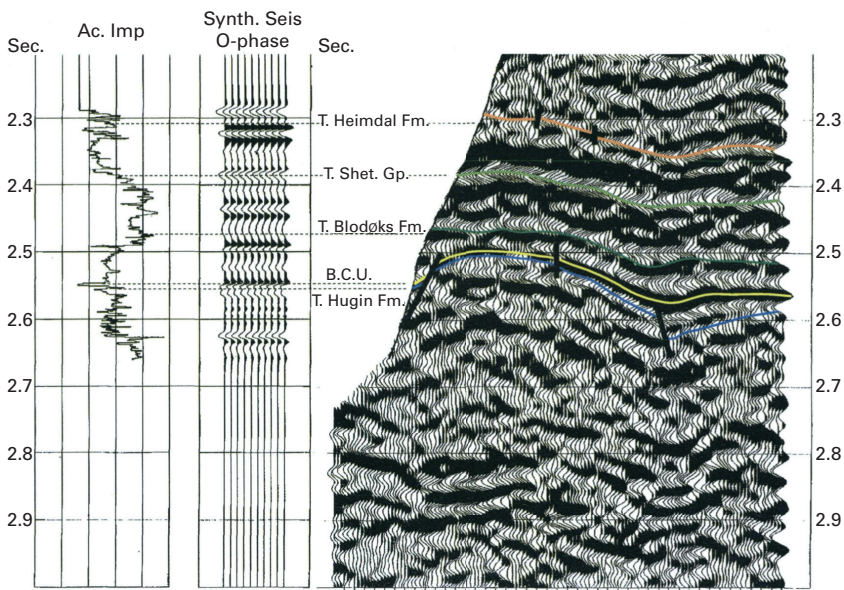 Sec.
Ac. Imp
Synth. Seis
O-phase
Sec.
2.3
2.4
2.5
2.6
2.7
2.8
2.9
T. Heimdal Fm.
T. Shet. Gp.
T. Blodøks Fm.
B.C.U.
T. Hugin Fm.
2.3
2.4
2.5
2.6
2.7
2.8
2.9